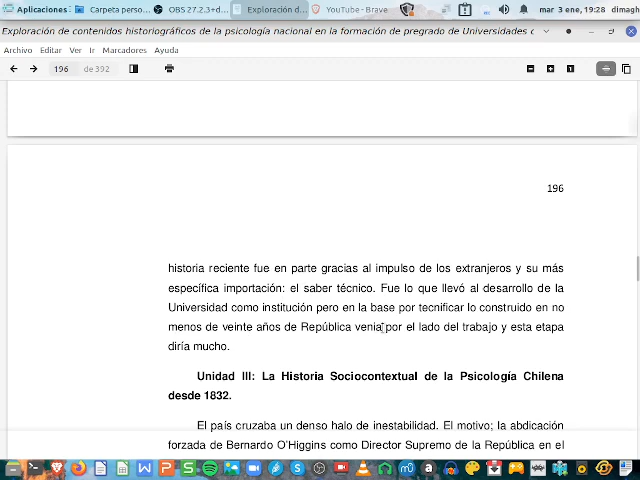 Aplicaciones
Carpeta perso...
OBS 27.2.3+d...
Exploración d...
YouTube - Brave
mar 3 ene, 19:28
dimagh
Exploración de contenidos historiográficos de la psicología nacional en la formación de pregrado de Universidades c
Archivo Editar Ver Ir Marcadores Ayuda
196 de 392
196
historia reciente fue en parte gracias al impulso de los extranjeros y su más
específica importación: el saber técnico. Fue lo que llevó al desarrollo de la
Universidad como institución pero en la base por tecnificar lo construido en no
menos de veinte años de República venia por el lado del trabajo y esta etapa
diría mucho.
Unidad III: La Historia Sociocontextual de la Psicología Chilena
desde 1832.
El país cruzaba un denso halo de inestabilidad. El motivo; la abdicación
forzada de Bernardo O'Higgins como Director Supremo de la República en el